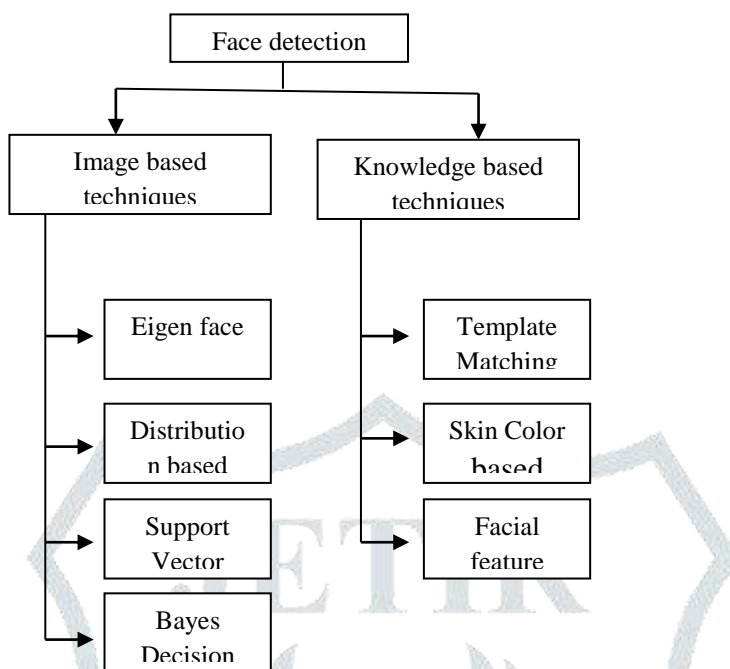 Face detection
Image based
techniques
Knowledge based
techniques
Eigen face
Template
Matching
Distributio
n based
Skin Color
based
Support
Vector
Facial
feature
Bayes
Decision
JETIR